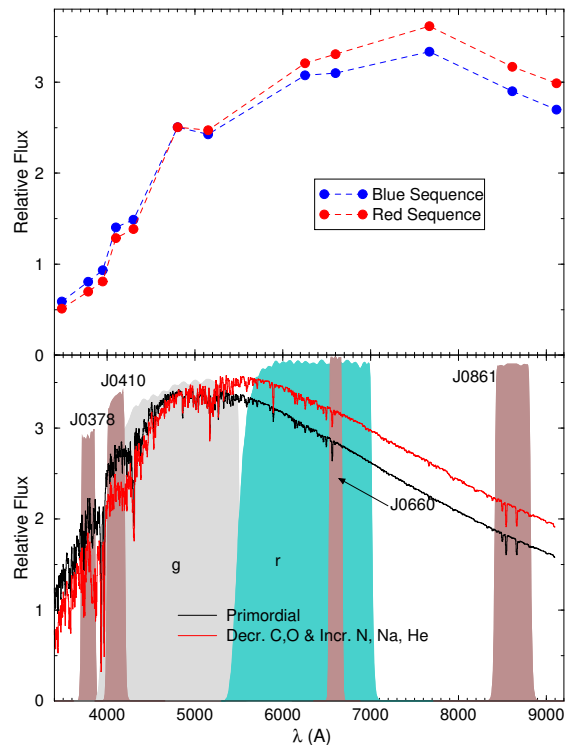 3
2
1
0
Relative Flux
Blue Sequence
Red Sequence
J0378
J0410
J0861
J0660
g
r
Primordial
Decr. C,O & Incr. N, Na, He
3
2
1
0
Relative Flux
4000 5000 6000 7000 8000 9000
λ (A)